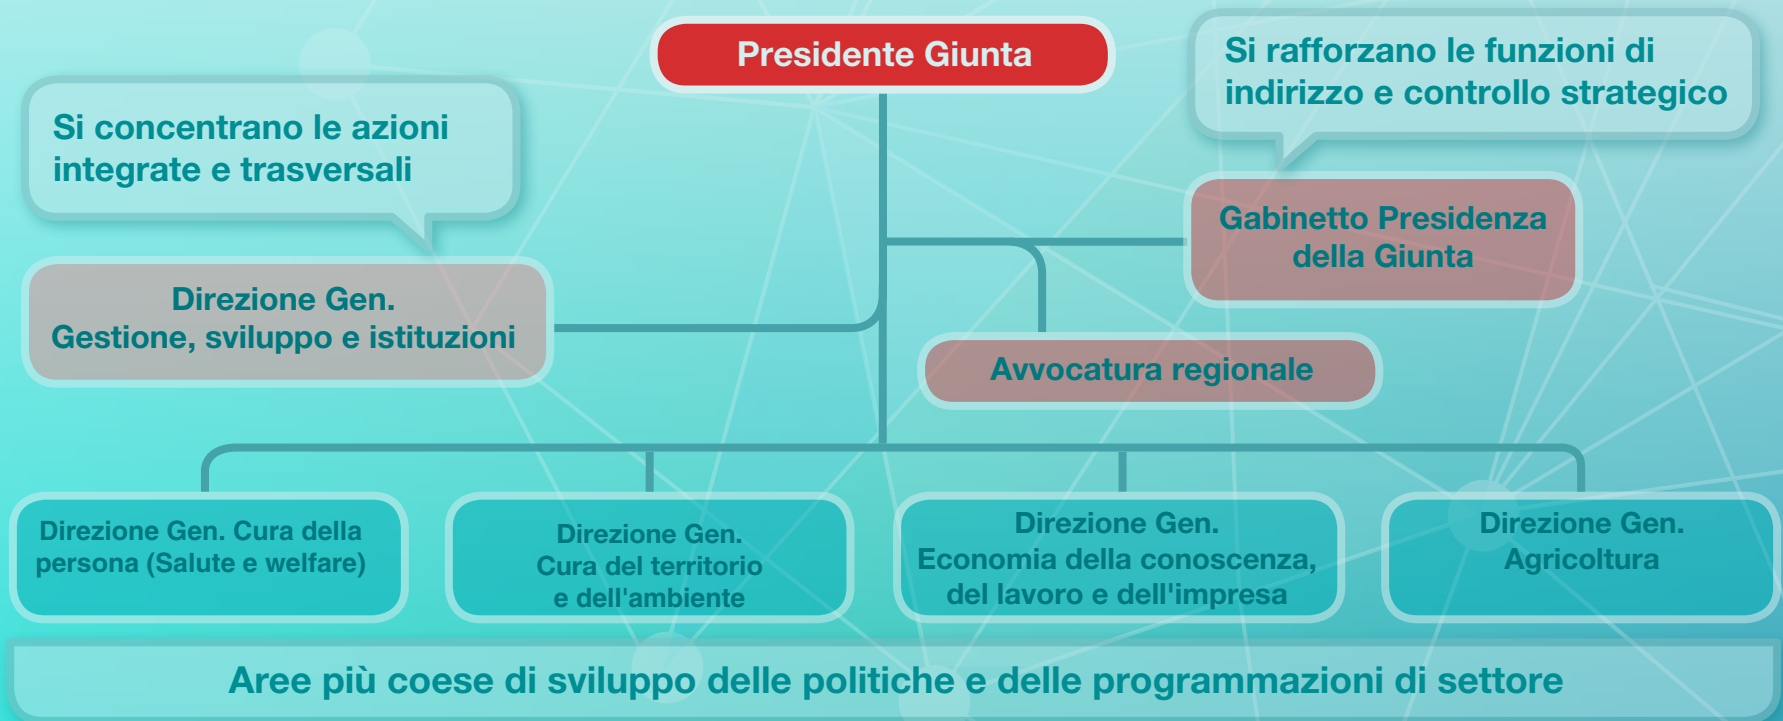 Presidente Giunta
Si rafforzano le funzioni di
indirizzo e controllo strategico
Si concentrano le azioni
integrate e trasversali
Gabinetto Presidenza
della Giunta
Direzione Gen.
Gestione, sviluppo e istituzioni
Avvocatura regionale
Direzione Gen. Cura della
persona (Salute e welfare)
Direzione Gen.
Cura del territorio
e dell'ambiente
Direzione Gen.
Economia della conoscenza,
del lavoro e dell'impresa
Direzione Gen.
Agricoltura
Aree più coese di sviluppo delle politiche e delle programmazioni di settore